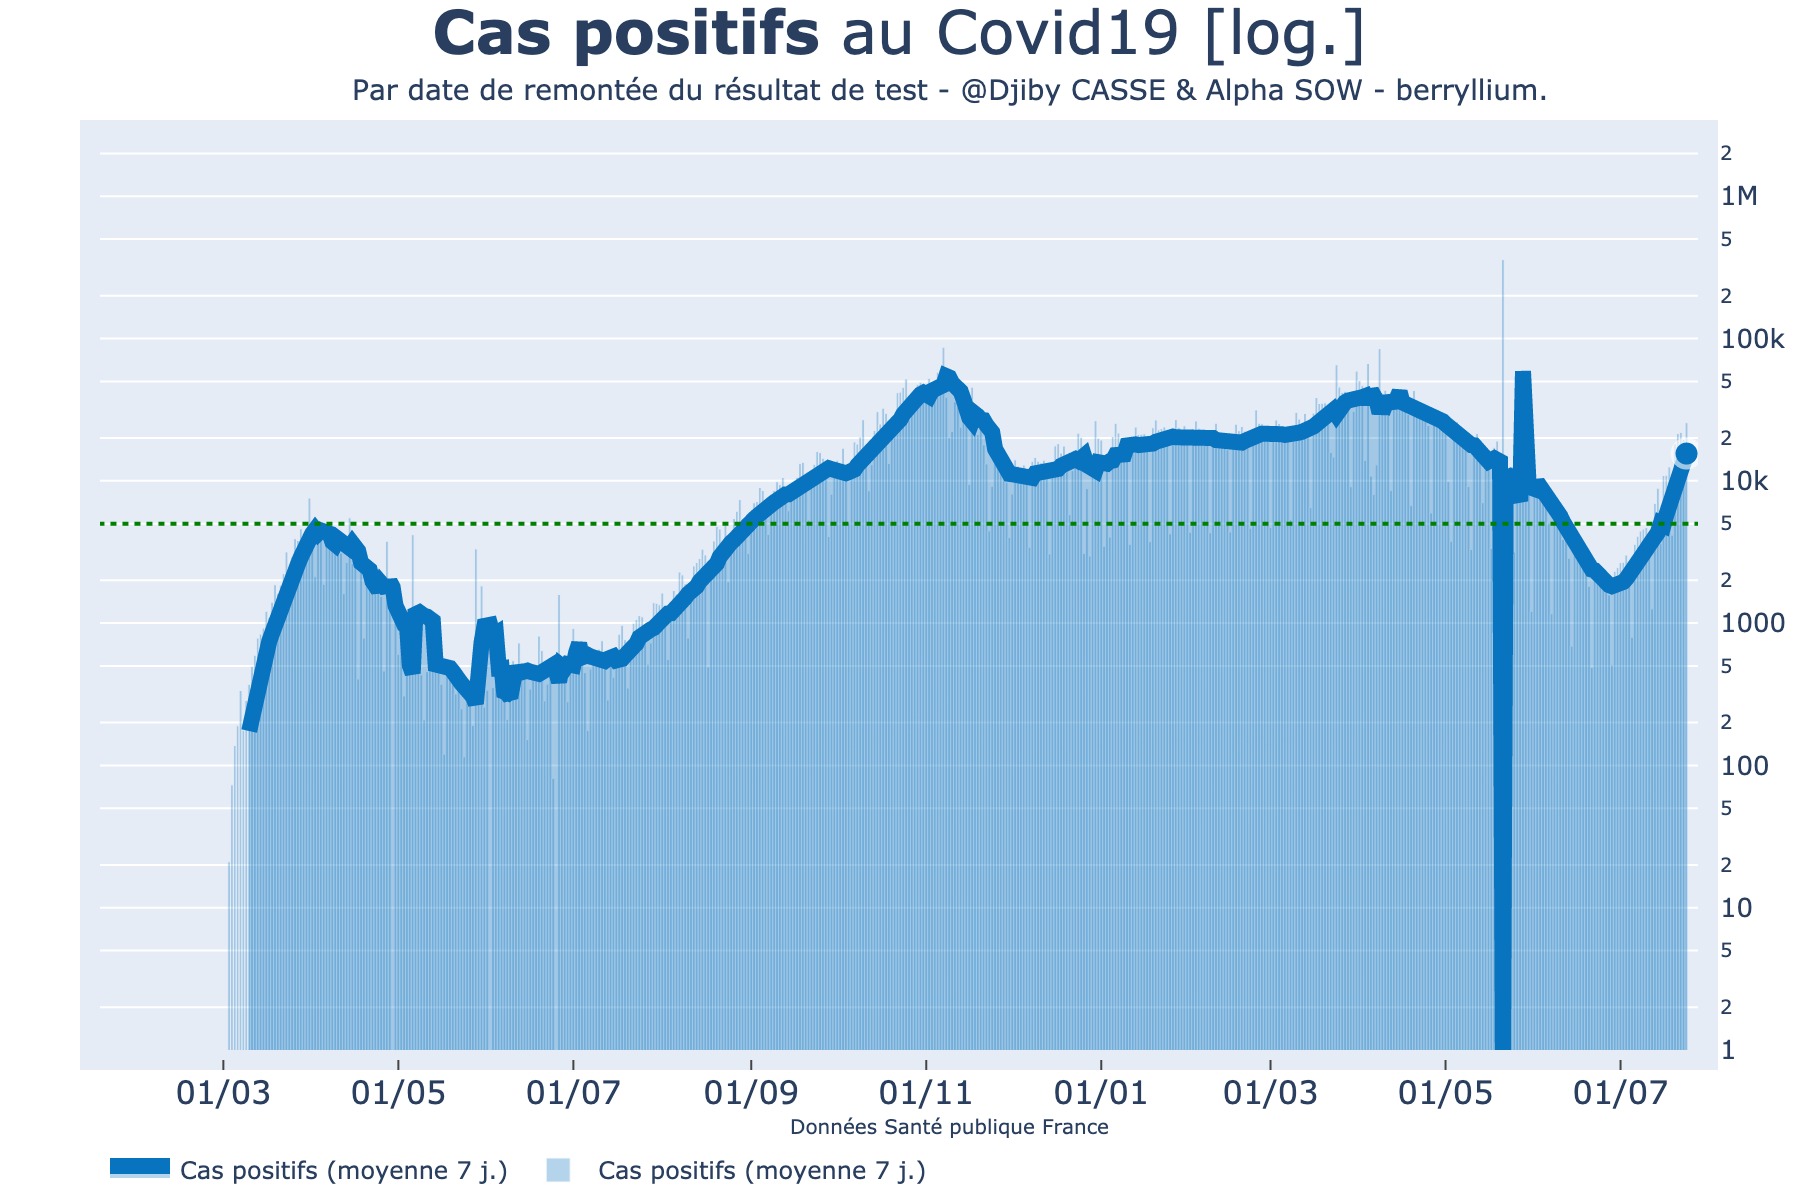 Cas positifs au Covid19 [log.]
Par date de remontée du résultat de test - @Djiby CASSE & Alpha SOW - berryllium.
2
1M
5
2
100k
5
2
10k
5
2
1000
5
2
100
5
2
10
5
2
1
01/03 01/05 01/07 01/09 01/11 01/01 01/03 01/05 01/07
Données Santé publique France
Cas positifs (moyenne 7 j.) Cas positifs (moyenne 7 j.)